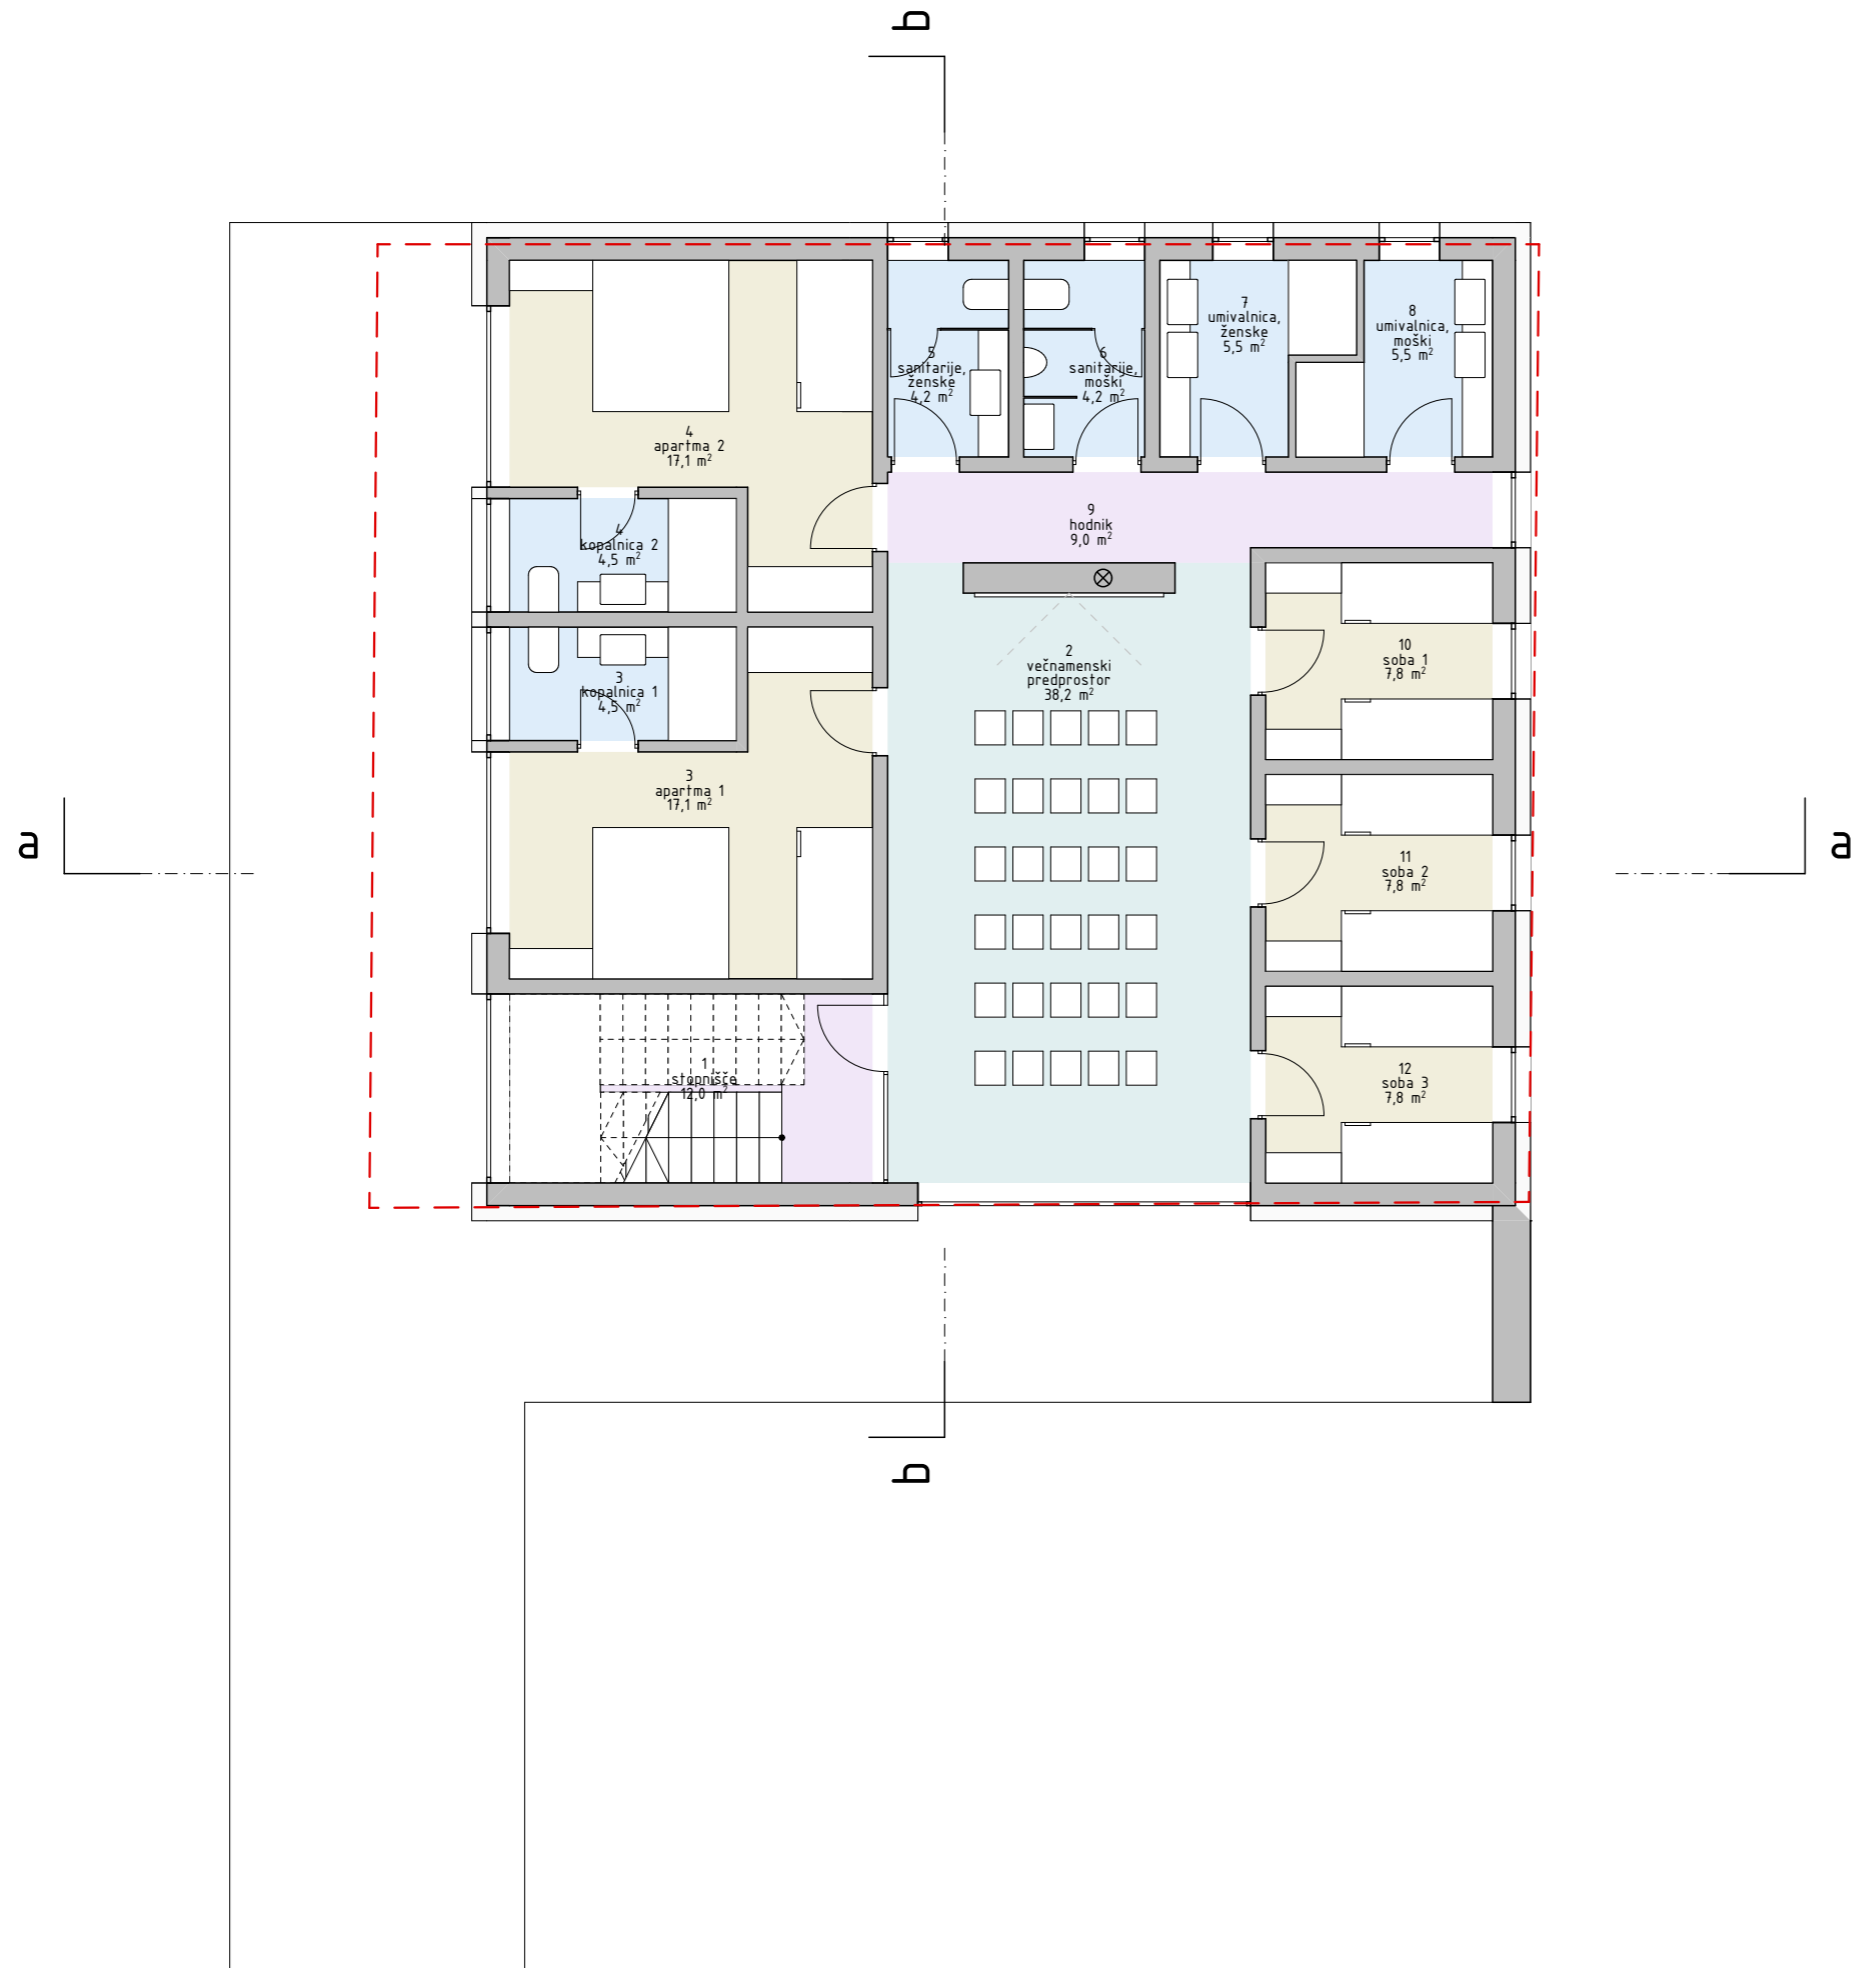 b
4
apartma 2
17,1 m²
5
sanitarije,
ženske
4,2 m²
6
sanitarije,
moški
4,2 m²
7
umivalnica,
ženske
5,5 m²
8
umivalnica,
moški
5,5 m²
9
hodnik
9,0 m²
4
kopalnica 2
4,5 m²
3
kopalnica 1
4,5 m²
2
večnamenski
predprostor
38,2 m²
10
soba 1
7,8 m²
3
apartma 1
17,1 m²
a
a
11
soba 2
7,8 m²
1
stopnišče
12,0 m²
12
soba 3
7,8 m²
b